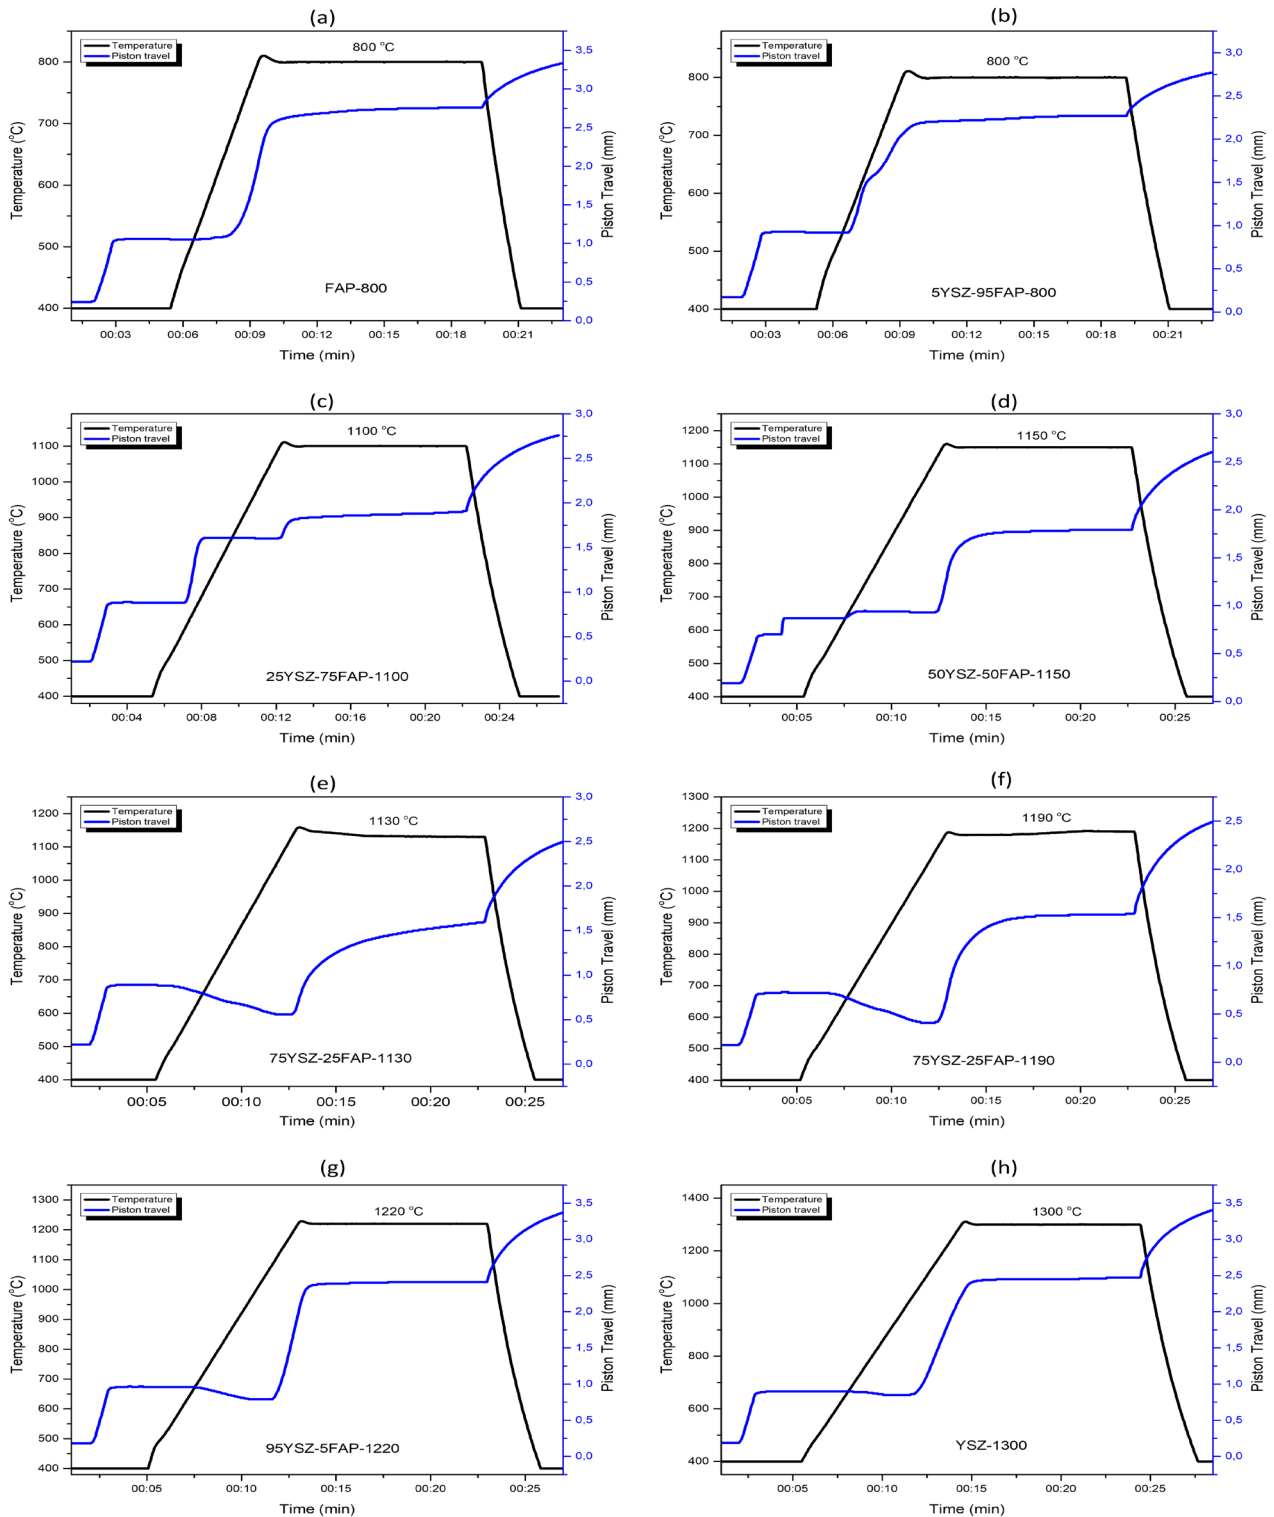 (a)
Temperature
Piston travel
800 °C
FAP-800
Temperature (°C)
800
700
600
500
400
3,5
3,0
2,5
2,0
1,5
1,0
0,5
0,0
Piston Travel (mm)
00:03 00:06 00:09 00:12 00:15 00:18 00:21
Time (min)
(b)
Temperature
Piston travel
800 °C
5YSZ-95FAP-800
Temperature (°C)
800
700
600
500
400
3,0
2,5
2,0
1,5
1,0
0,5
0,0
Piston Travel (mm)
00:03 00:06 00:09 00:12 00:15 00:18 00:21
Time (min)
(c)
Temperature
Piston travel
1100 °C
25YSZ-75FAP-1100
Temperature (°C)
1100
1000
900
800
700
600
500
400
3,0
2,5
2,0
1,5
1,0
0,5
0,0
Piston Travel (mm)
00:04 00:08 00:12 00:16 00:20 00:24
Time (min)
(d)
Temperature
Piston travel
1150 °C
50YSZ-50FAP-1150
Temperature (°C)
1200
1150
1100
950
900
850
800
650
600
550
500
450
400
3,0
2,5
2,0
1,5
1,0
0,5
0,0
Piston Travel (mm)
00:05 00:10 00:15 00:20 00:25
Time (min)
(e)
Temperature
Piston travel
1130 °C
75YSZ-25FAP-1130
Temperature (°C)
1200
1100
1000
900
800
700
600
500
400
3,0
2,5
2,0
1,5
1,0
0,5
0,0
Piston Travel (mm)
00:05 00:10 00:15 00:20 00:25
Time (min)
(f)
Temperature
Piston travel
1190 °C
75YSZ-25FAP-1190
Temperature (°C)
1300
1200
1100
1000
900
800
700
600
500
400
2,5
2,0
1,5
1,0
0,5
0,0
Piston Travel (mm)
00:05 00:10 00:15 00:20 00:25
Time (min)
(g)
Temperature
Piston travel
1220 °C
95YSZ-5FAP-1220
Temperature (°C)
1300
1200
1100
1000
900
800
700
600
500
400
3,5
3,0
2,5
2,0
1,5
1,0
0,5
0,0
Piston Travel (mm)
00:05 00:10 00:15 00:20 00:25
Time (min)
(h)
Temperature
Piston travel
1300 °C
YSZ-1300
Temperature (°C)
1400
1300
1200
1100
1000
800
700
600
500
400
3,5
3,0
2,5
2,0
1,5
1,0
0,5
0,0
Piston Travel (mm)
00:05 00:10 00:15 00:20 00:25
Time (min)